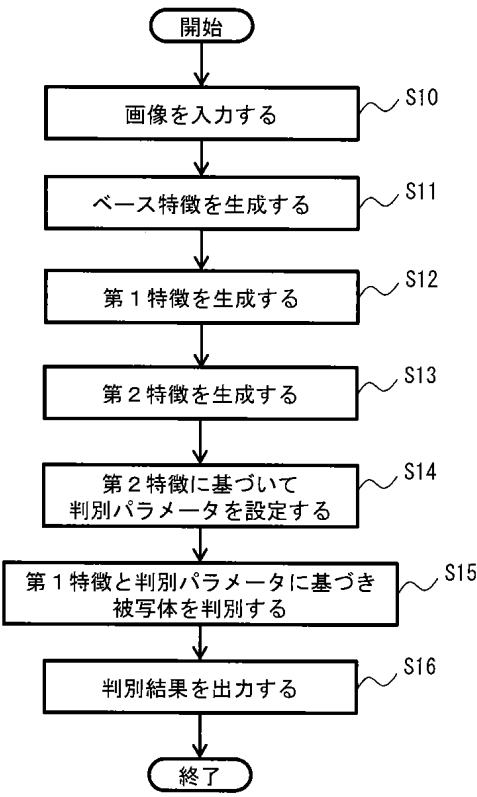 開始
画像を入力する
S10
ベース特徴を生成する
S11
第1特徴を生成する
S12
第2特徴を生成する
S13
第2特徴に基づいて
判別パラメータを設定する
S14
第1特徴と判別パラメータに基づき
被写体を判別する
S15
判別結果を出力する
S16
終了